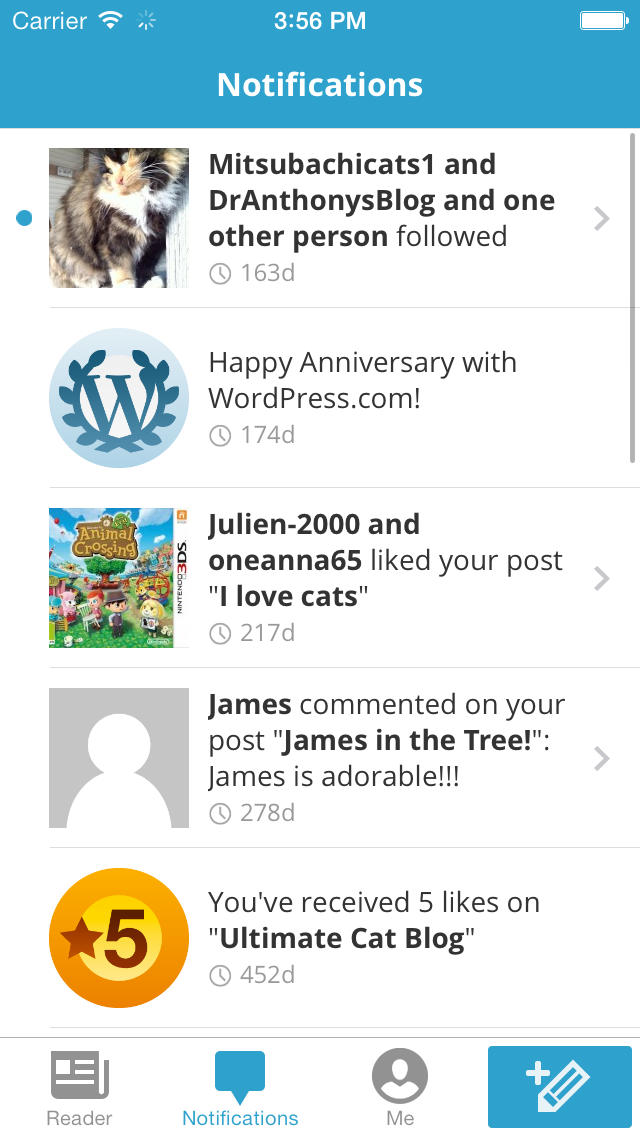 Carrier 3:56 PM
Notifications
Mitsubachicats1 and
DrAnthonysBlog and one
other person followed
163d
W
Happy Anniversary with
WordPress.com!
174d
Animal
Crossing
NINTENDO 3DS
Nintendo
Julien-2000 and
oneanna65 liked your post
"I love cats"
217d
James commented on your
post "James in the Tree!":
James is adorable!!!
278d
5
You've received 5 likes on
"Ultimate Cat Blog"
452d
Reader
Notifications
Me